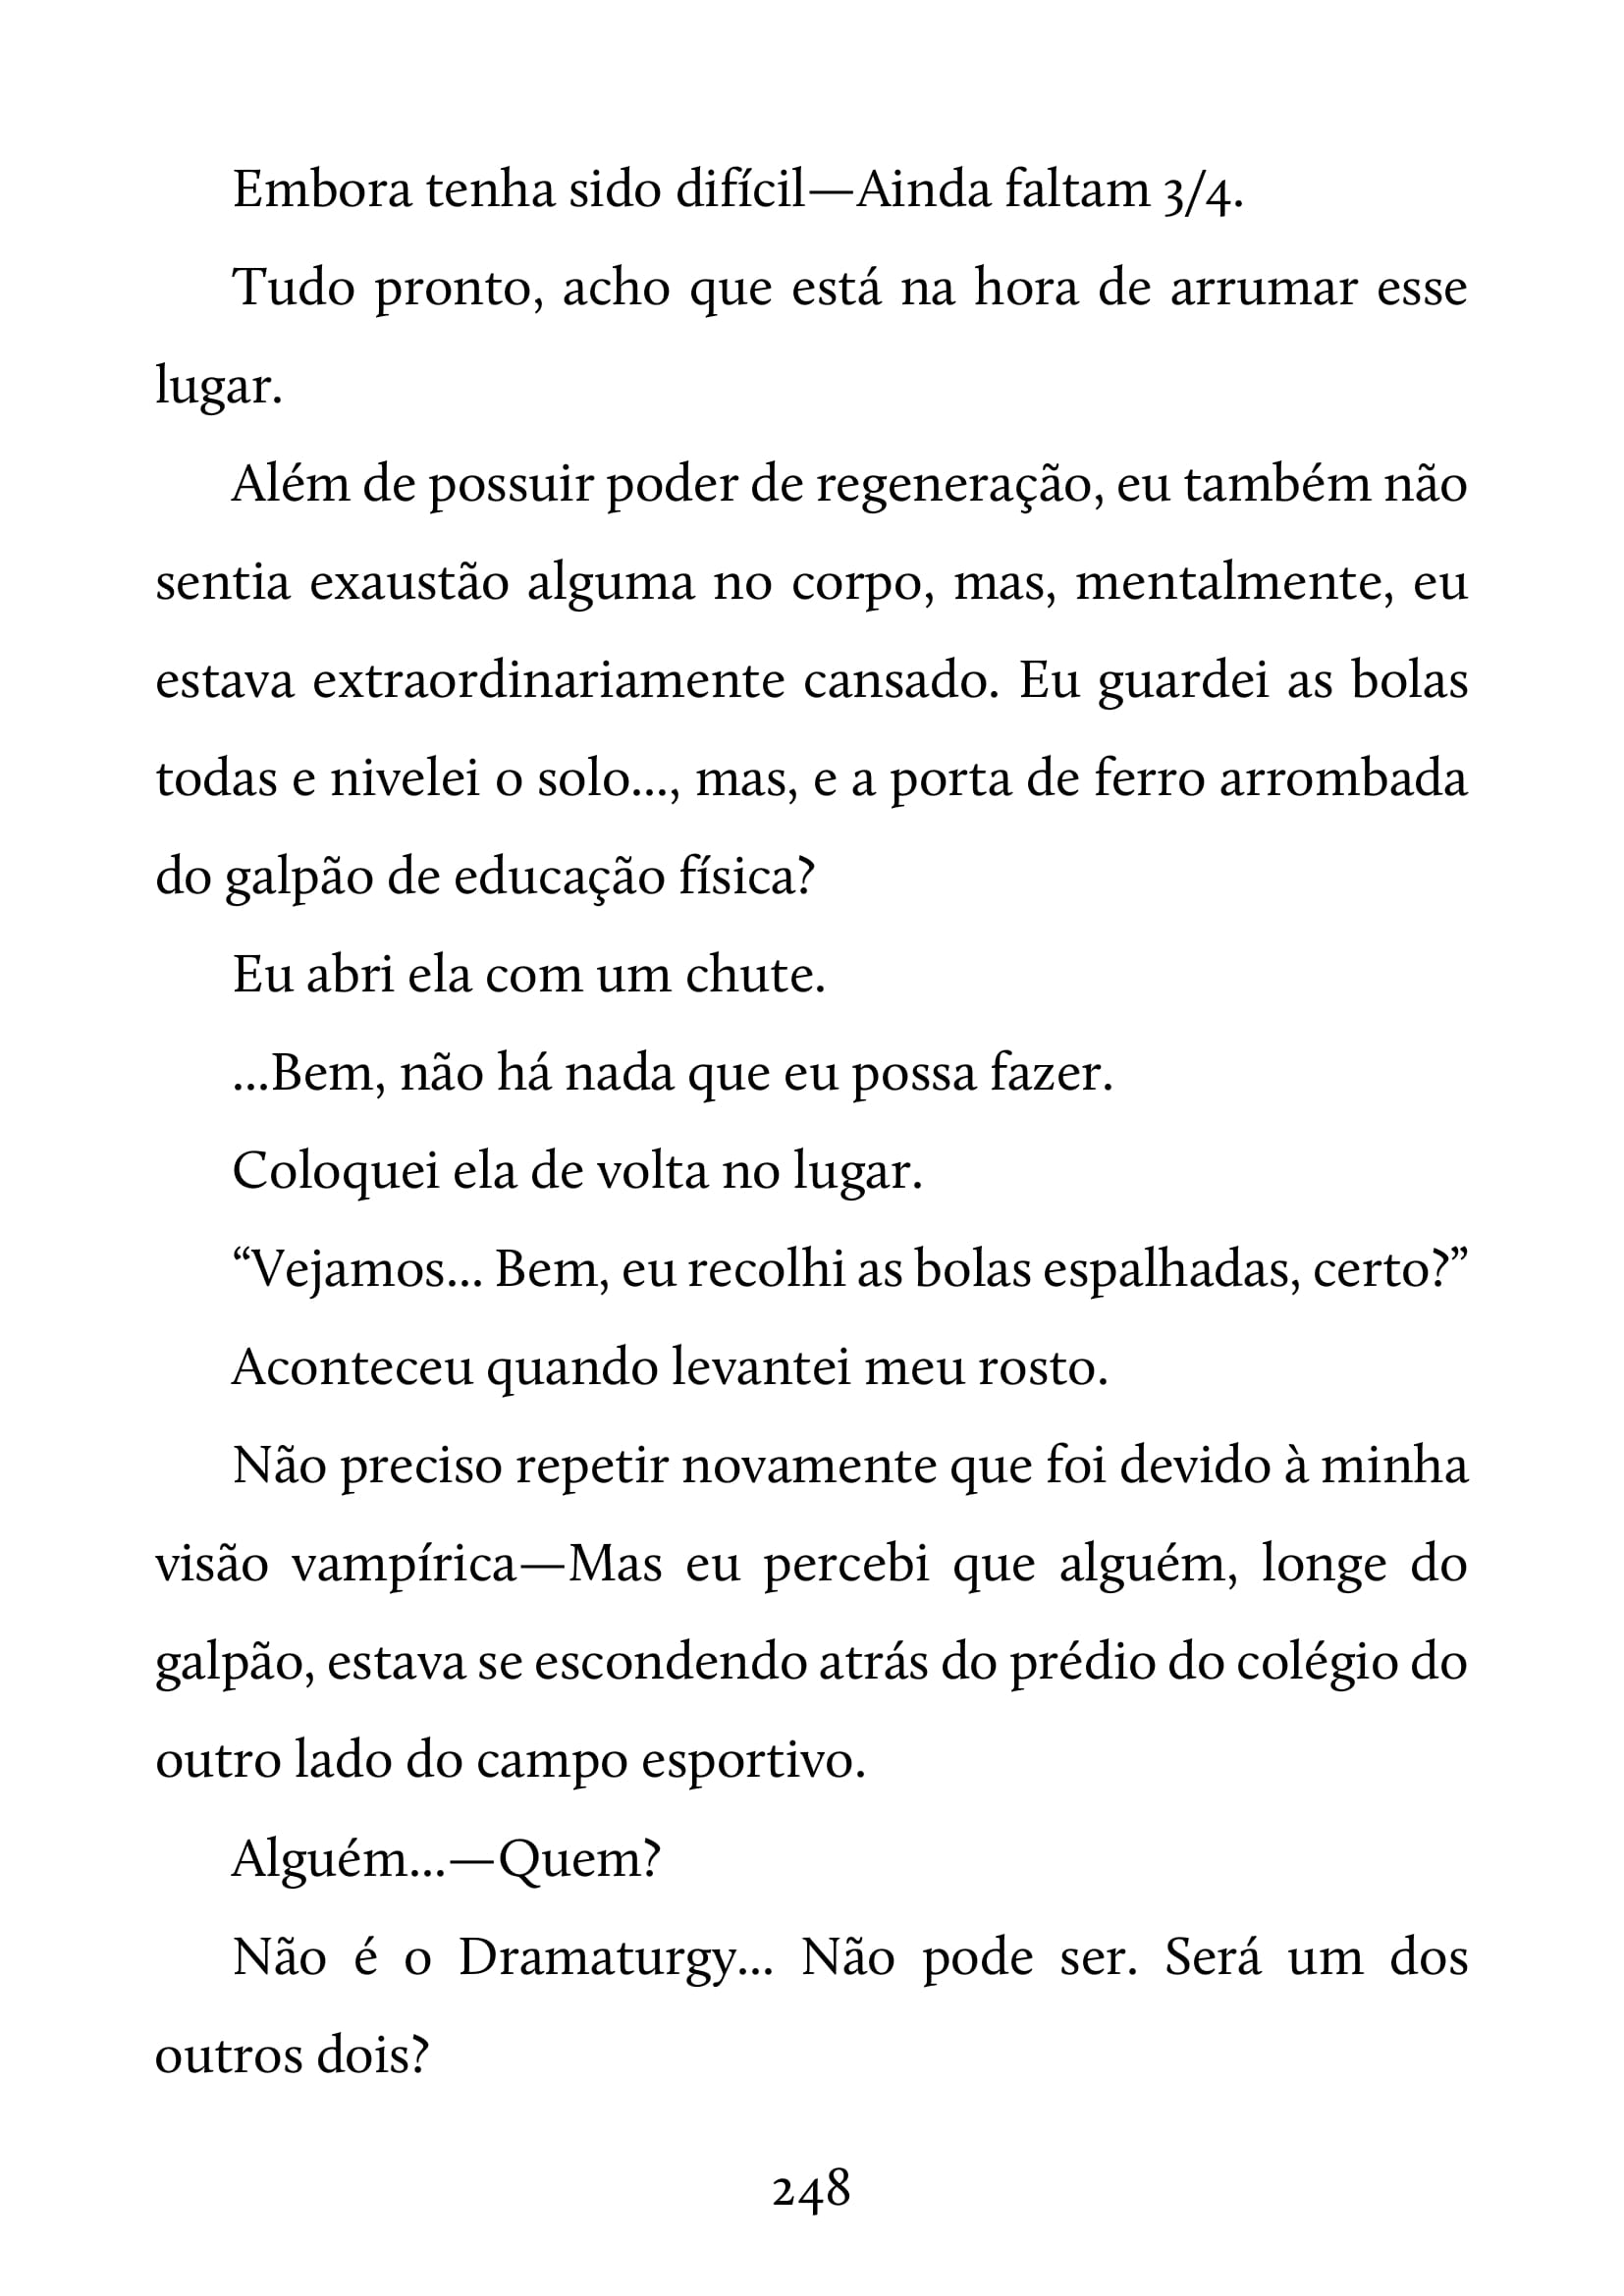 Embora tenha sido difícil—Ainda faltam 3/4.
Tudo pronto, acho que está na hora de arrumar esse
lugar.
Além de possuir poder de regeneração, eu também não
sentia exaustão alguma no corpo, mas, mentalmente, eu
estava extraordinariamente cansado. Eu guardei as bolas
todas e nivelei o solo..., mas, e a porta de ferro arrombada
do galpão de educação física?
Eu abri ela com um chute.
...Bem, não há nada que eu possa fazer.
Coloquei ela de volta no lugar.
“Vejamos... Bem, eu recolhi as bolas espalhadas, certo?”
Aconteceu quando levantei meu rosto.
Não preciso repetir novamente que foi devido à minha
visão vampírica—Mas eu percebi que alguém, longe do
galpão, estava se escondendo atrás do prédio do colégio do
outro lado do campo esportivo.
Alguém...—Quem?
Não é o Dramaturgy... Não pode ser. Será um dos
outros dois?
248